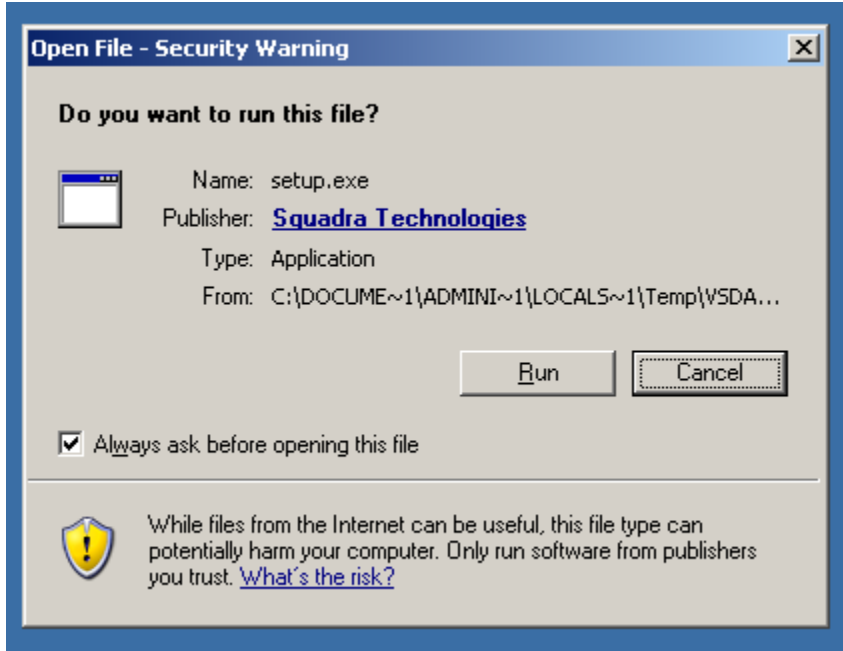 Open File - Security Warning
Do you want to run this file?
Name: setup.exe
Publisher: Squadra Technologies
Type: Application
From: C:\DOCUME~1\ADMINI~1\LOCALS~1\Temp\VSDA...
Run Cancel
Always ask before opening this file
While files from the Internet can be useful, this file type can
potentially harm your computer. Only run software from publishers
you trust. What's the risk?